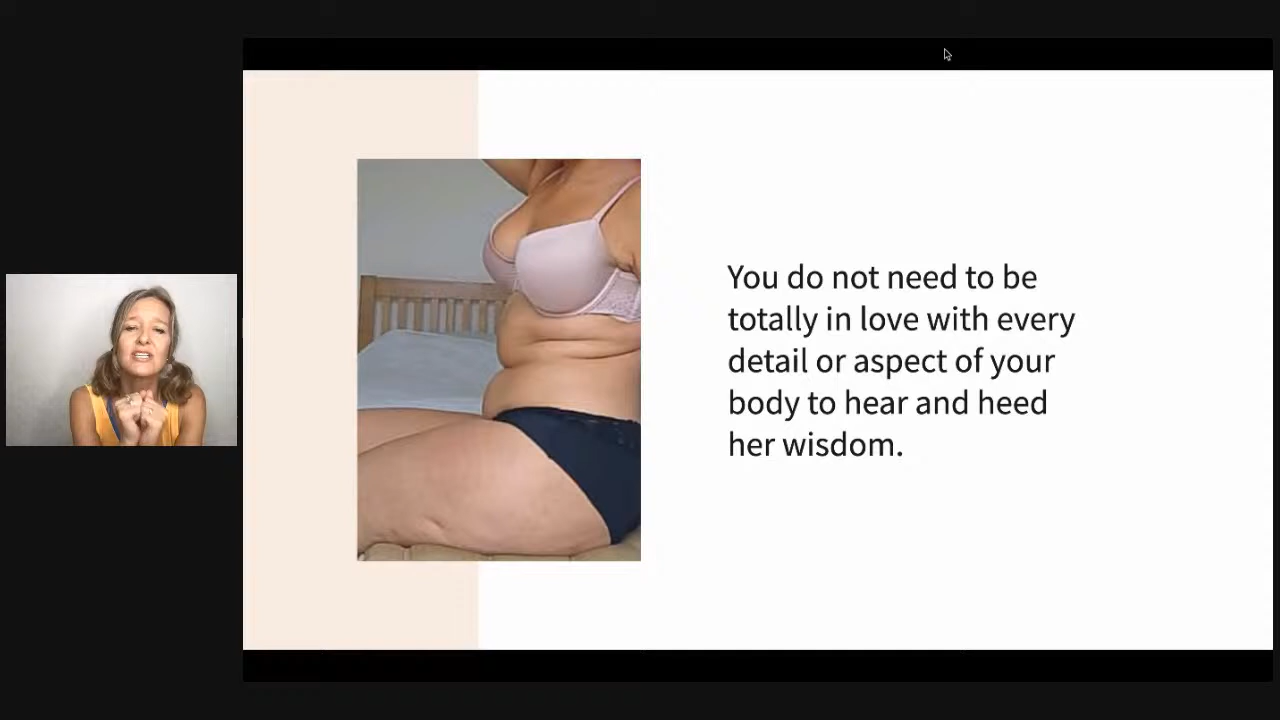 You do not need to be
totally in love with every
detail or aspect of your
body to hear and heed
her wisdom.